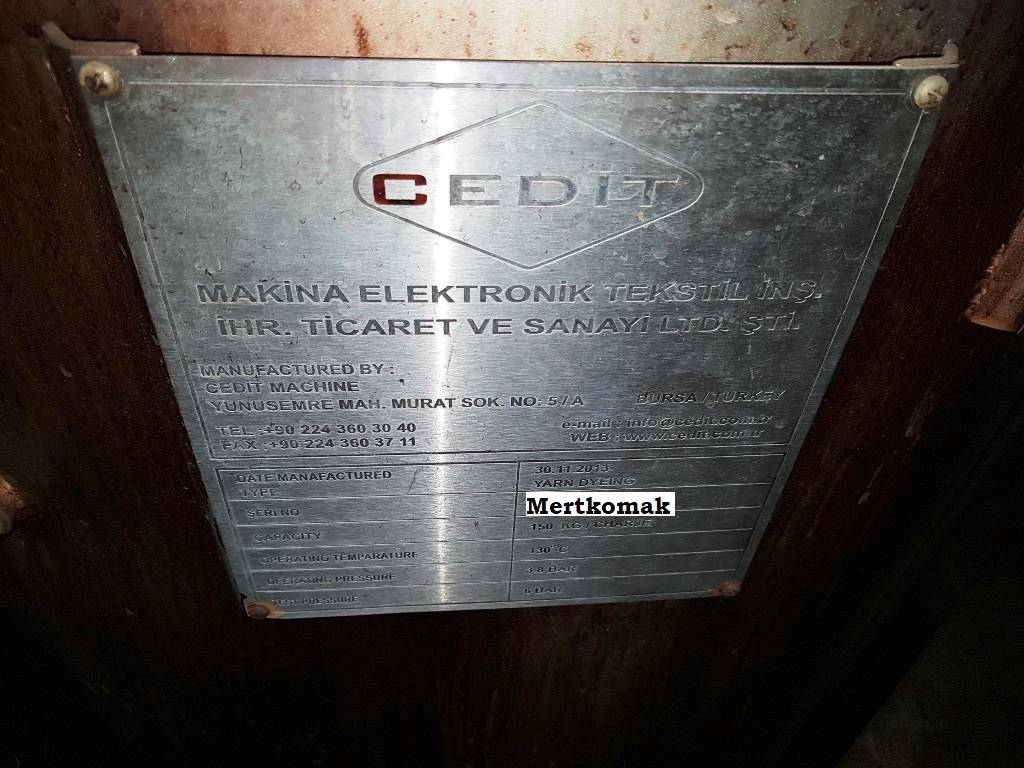 CEDİT
MAKİNA ELEKTRONİK TEKSTİL İNŞ.
İHR. TİCARET VE SANAYİ LTD. ŞTİ.
MANUFACTURED BY :
CEDIT MACHINE
YUNUSEMRE MAH. MURAT SOK. NO: 5 / A BURSA / TURKEY
TEL :+90 224 360 30 40 e-mail : info@cedit.com.tr
FAX :+90 224 360 37 11 WEB : www.cedit.com.tr
DATE MANAFACTURED 30.11.2013
TYPE YARN DYEING
SERI NO Mertkomak
CAPACITY 150 KG / CHARJE
OPERATING TEMPARATURE 130°C
OPERATING PRESSURE 3.8 BAR
TEST PRESSURE 6 BAR